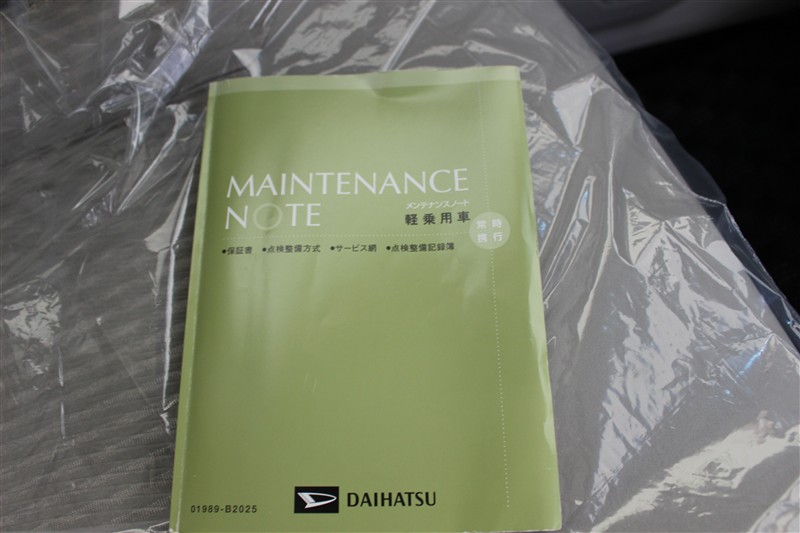 MAINTENANCE
NOTE
メンテナンスノート
軽乗用車
常時
携行
●保証書 ●点検整備方式 ●サービス網 ●点検整備記録簿
01989-B2025
DAIHATSU